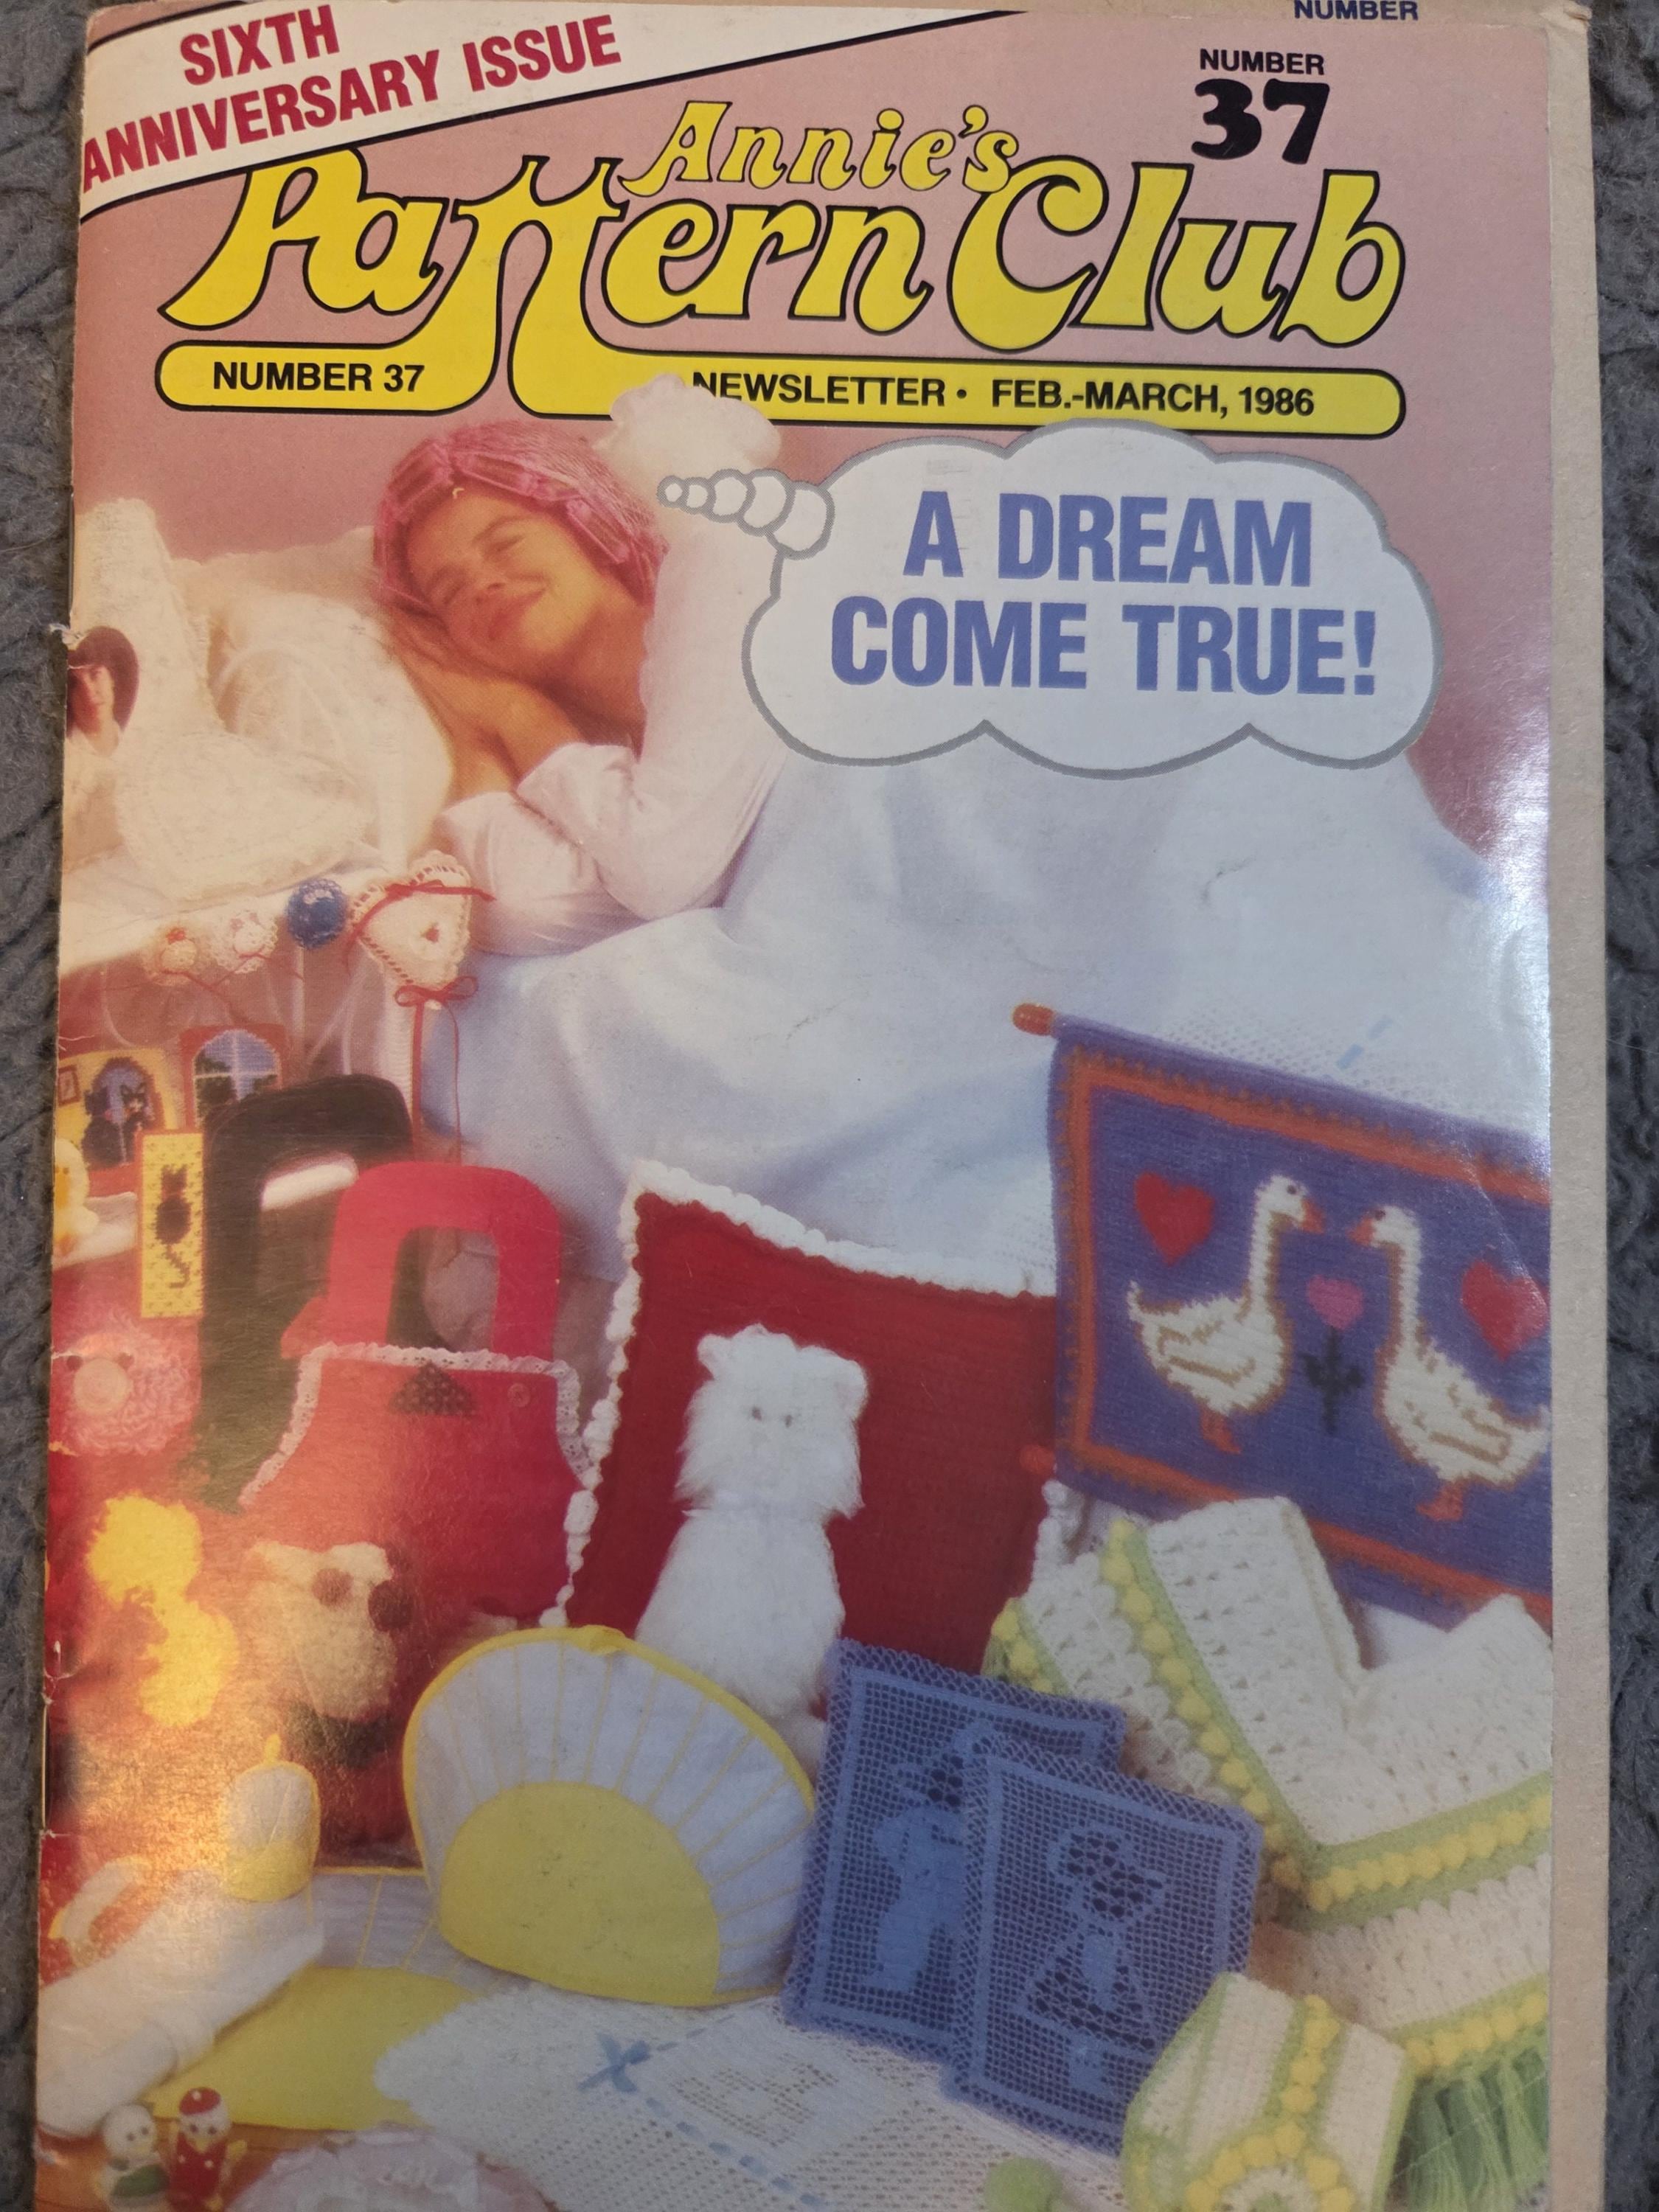 NUMBER
SIXTH
ANNIVERSARY ISSUE
NUMBER
37
Annie's
Pattern Club
NUMBER 37
NEWSLETTER • FEB.-MARCH, 1986
A DREAM
COME TRUE!